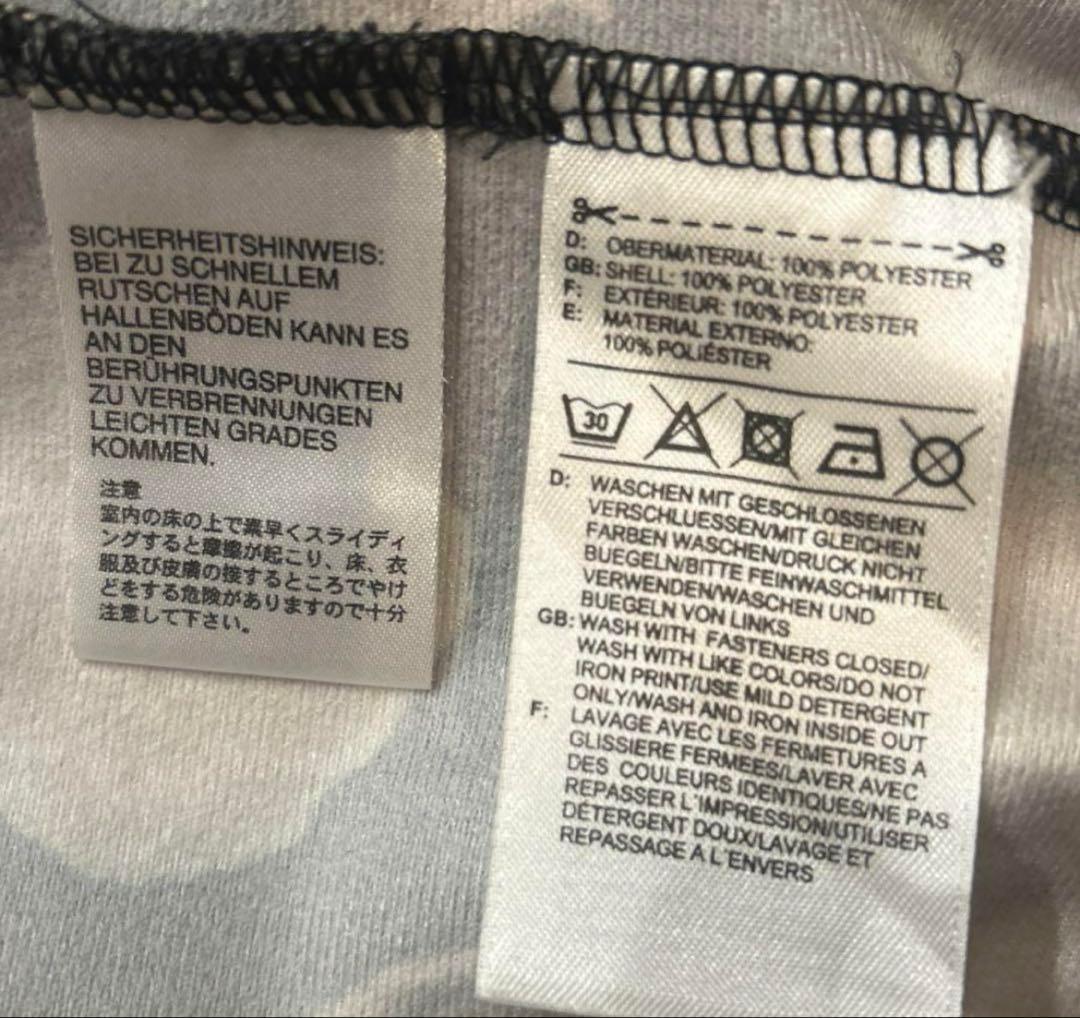 SICHERHEITSHINWEIS:
BEI ZU SCHNELLEM
RUTSCHEN AUF
HALLENBÖDEN KANN ES
AN DEN
BERÜHRUNGSPUNKTEN
ZU VERBRENNUNGEN
LEICHTEN GRADES
KOMMEN.
注意
室内の床の上で素早くスライディ
ングすると摩擦が起こり、床、衣
服及び皮膚の接するところでやけ
どをする危険がありますので十分
注意して下さい。
D: OBERMATERIAL: 100% POLYESTER
GB: SHELL: 100% POLYESTER
F: EXTÉRIEUR: 100% POLYESTER
E: MATERIAL EXTERNO:
100% POLIÉSTER
30
D: WASCHEN MIT GESCHLOSSENEN
VERSCHLUESSEN/MIT GLEICHEN
FARBEN WASCHEN/DRUCK NICHT
BUEGELN/BITTE FEINWASCHMITTEL
VERWENDEN/WASCHEN UND
BUEGELN VON LINKS
GB: WASH WITH FASTENERS CLOSED/
WASH WITH LIKE COLORS/DO NOT
IRON PRINT/USE MILD DETERGENT
ONLY/WASH AND IRON INSIDE OUT
F: LAVAGE AVEC LES FERMETURES A
GLISSIERE FERMEES/LAVER AVEC
DES COULEURS IDENTIQUES/NE PAS
REPASSER L'IMPRESSION/UTILISER
DETERGENT DOUX/LAVAGE ET
REPASSAGE A L'ENVERS